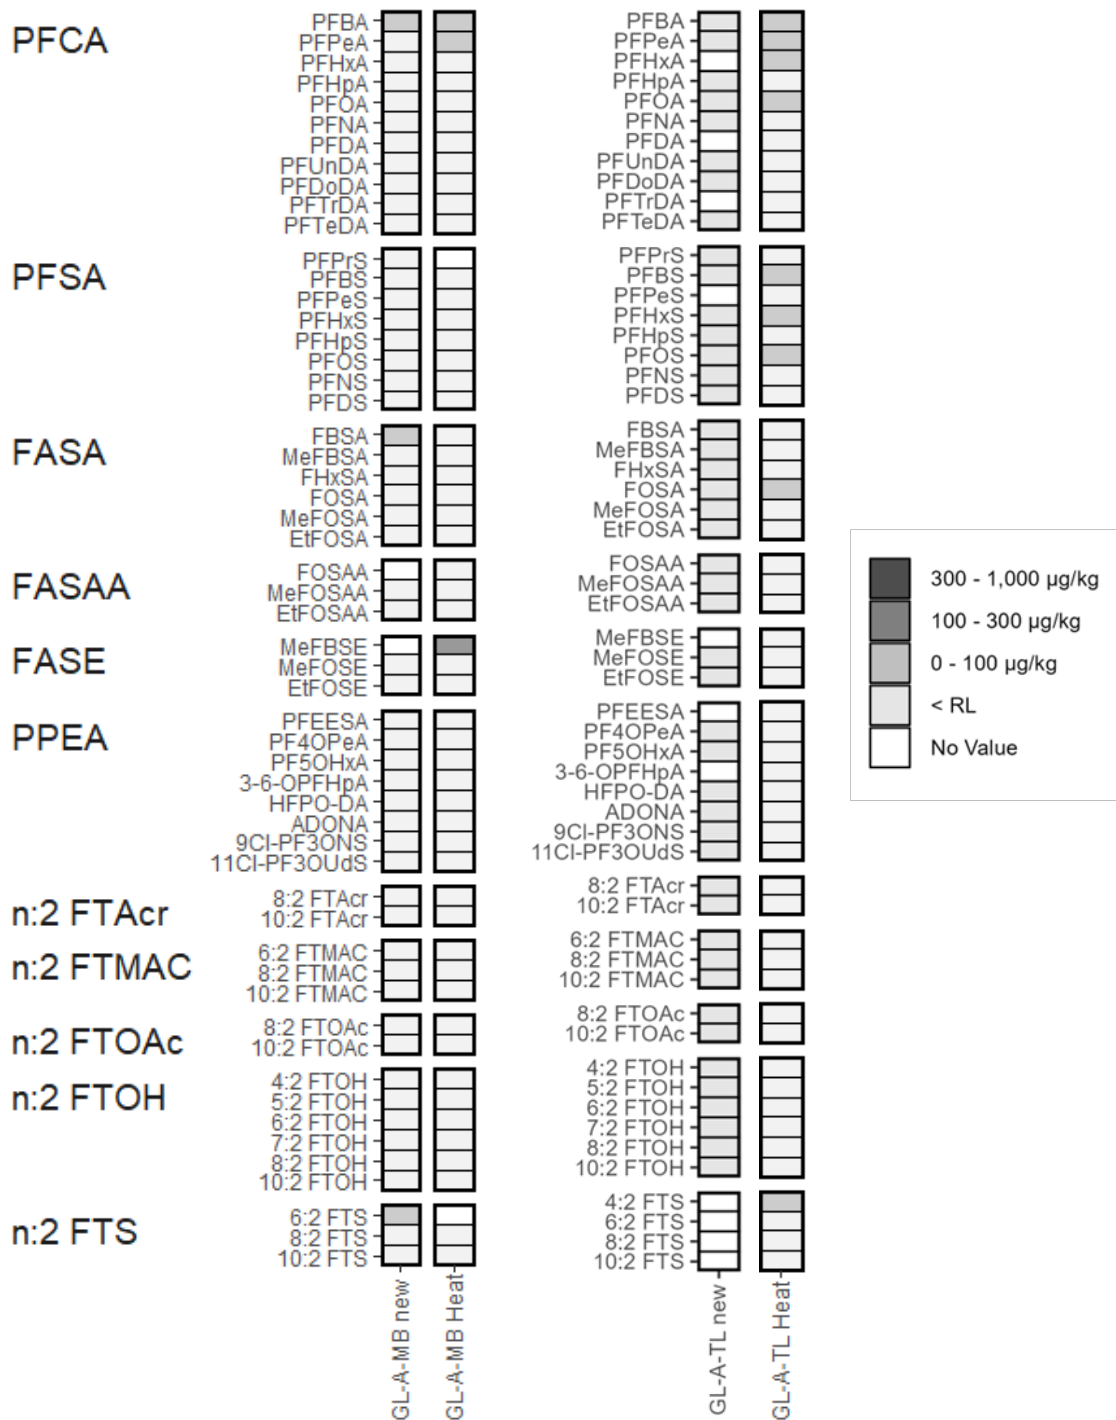 PFCA
PFBA
PFPeA
PFHxA
PFHpA
PFOA
PFNA
PFDA
PFUnDA
PFDoDA
PFTrDA
PFTeDA
PFBA
PFPeA
PFHxA
PFHpA
PFOA
PFNA
PFDA
PFUnDA
PFDoDA
PFTrDA
PFTeDA
PFSA
PFPrS
PFBS
PFPeS
PFHxS
PFHpS
PFOS
PFNS
PFDS
PFPrS
PFBS
PFPeS
PFHxS
PFHpS
PFOS
PFNS
PFDS
FASA
FBSA
MeFBSA
FHxSA
FOSA
MeFOSA
EtFOSA
FBSA
MeFBSA
FHxSA
FOSA
MeFOSA
EtFOSA
FASAA
FOSAA
MeFOSAA
EtFOSAA
FOSAA
MeFOSAA
EtFOSAA
FASE
MeFBSE
MeFOSE
EtFOSE
MeFBSE
MeFOSE
EtFOSE
PPEA
PFEESA
PF4OPeA
PF5OHxA
3-6-OPFHpA
HFPO-DA
ADONA
9Cl-PF3ONS
11Cl-PF3OUdS
PFEESA
PF4OPeA
PF5OHxA
3-6-OPFHpA
HFPO-DA
ADONA
9Cl-PF3ONS
11Cl-PF3OUdS
n:2 FTAcr
8:2 FTAcr
10:2 FTAcr
8:2 FTAcr
10:2 FTAcr
n:2 FTMAC
6:2 FTMAC
8:2 FTMAC
10:2 FTMAC
6:2 FTMAC
8:2 FTMAC
10:2 FTMAC
n:2 FTOAc
8:2 FTOAc
10:2 FTOAc
8:2 FTOAc
10:2 FTOAc
n:2 FTOH
4:2 FTOH
5:2 FTOH
6:2 FTOH
7:2 FTOH
8:2 FTOH
10:2 FTOH
4:2 FTOH
5:2 FTOH
6:2 FTOH
7:2 FTOH
8:2 FTOH
10:2 FTOH
n:2 FTS
6:2 FTS
8:2 FTS
10:2 FTS
4:2 FTS
6:2 FTS
8:2 FTS
10:2 FTS
GL-A-MB new
GL-A-MB Heat
GL-A-TL new
GL-A-TL Heat
300 - 1,000 µg/kg
100 - 300 µg/kg
0 - 100 µg/kg
< RL
No Value